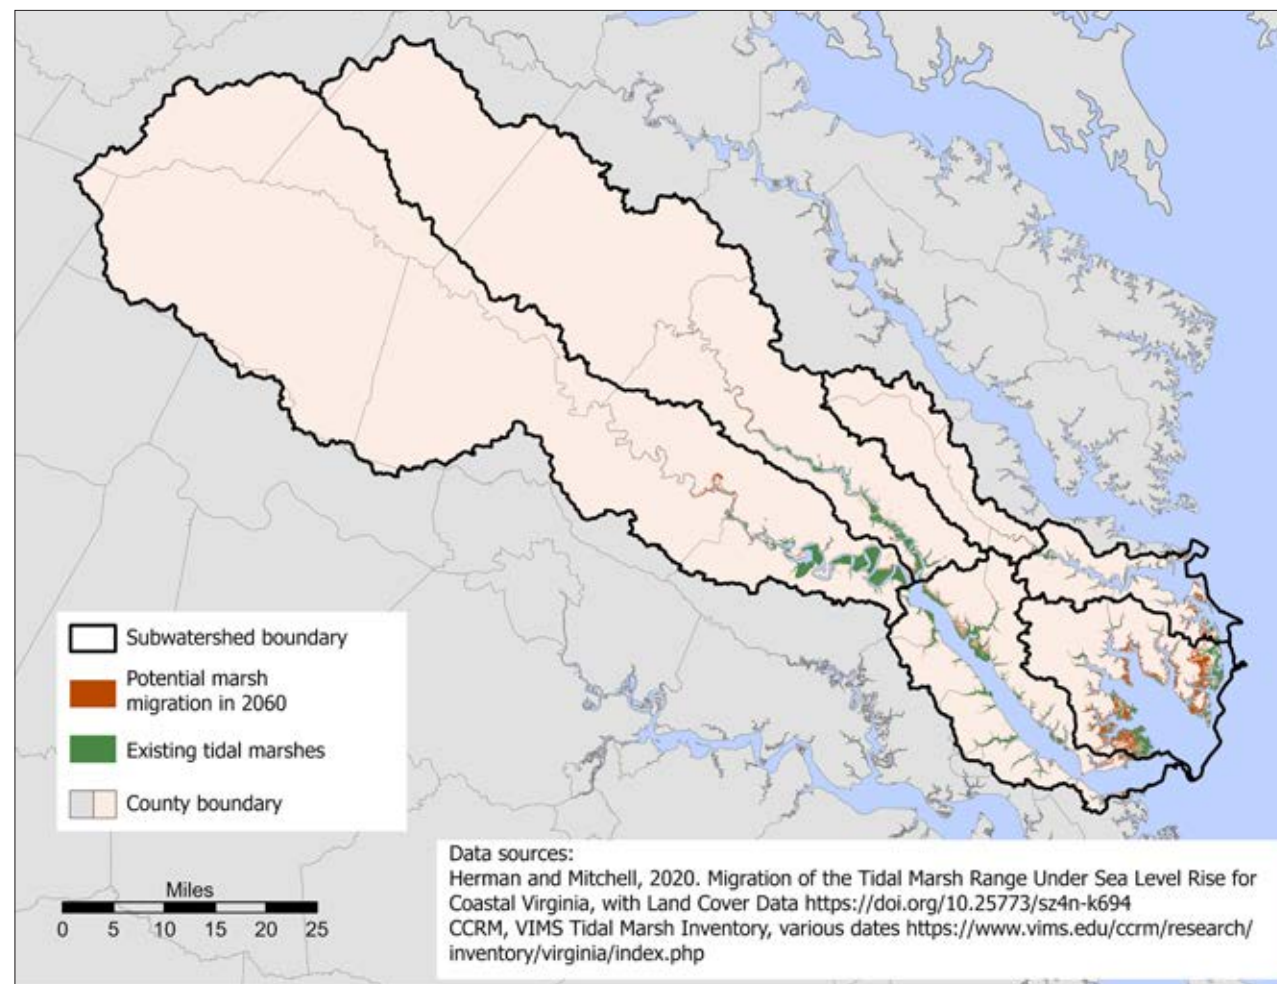 Subwatershed boundary
Potential marsh
migration in 2060
Existing tidal marshes
County boundary
Miles
0 5 10 15 20 25
Data sources:
Herman and Mitchell, 2020. Migration of the Tidal Marsh Range Under Sea Level Rise for
Coastal Virginia, with Land Cover Data https://doi.org/10.25773/sz4n-k694
CCRM, VIMS Tidal Marsh Inventory, various dates https://www.vims.edu/ccrm/research/
inventory/virginia/index.php